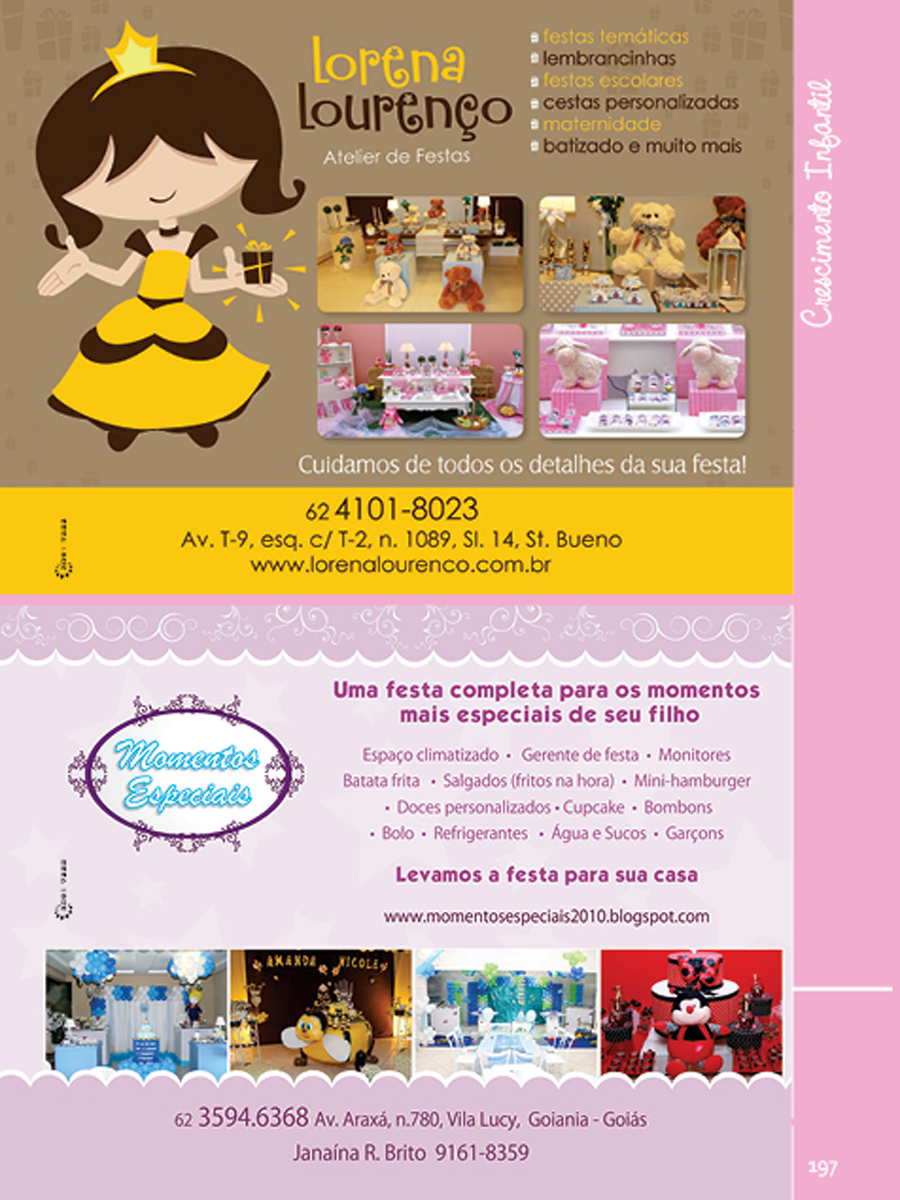 Lorena
Lourenço
Atelier de Festas
festas temáticas
lembrancinhas
festas escolares
cestas personalizadas
maternidade
batizado e muito mais
Cuidamos de todos os detalhes da sua festa!
62 4101-8023
Av. T-9, esq. c/ T-2, n. 1089, Sl. 14, St. Bueno
www.lorenalourenco.com.br
Crescimento Infantil
Momentos
Especiais
Uma festa completa para os momentos
mais especiais de seu filho
Espaço climatizado • Gerente de festa • Monitores
Batata frita • Salgados (fritos na hora) • Mini-hamburger
• Doces personalizados • Cupcake • Bombons
• Bolo • Refrigerantes • Água e Sucos • Garçons
Levamos a festa para sua casa
www.momentosespeciais2010.blogspot.com
AMANDA NICOLE
62 3594.6368 Av. Araxá, n.780, Vila Lucy, Goiania - Goiás
Janaína R. Brito 9161-8359
197